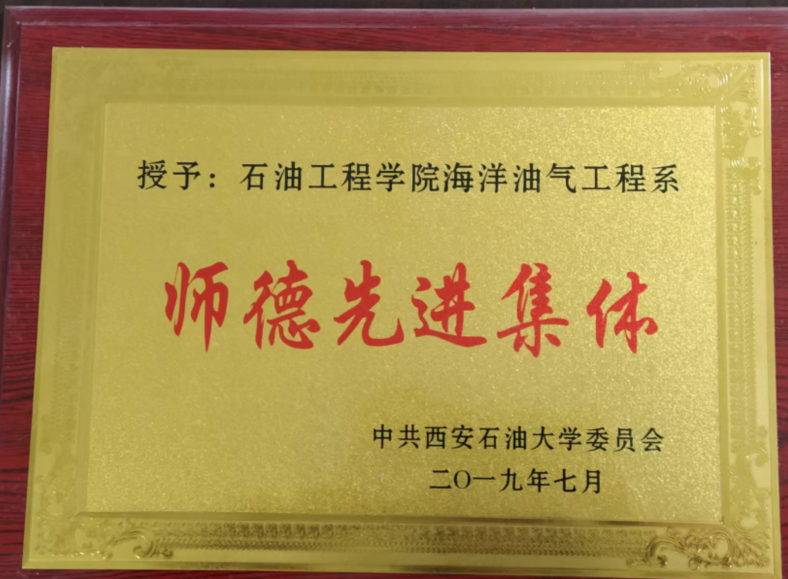 授予：石油工程学院海洋油气工程系
师德先进集体
中共西安石油大学委员会
二〇一九年七月